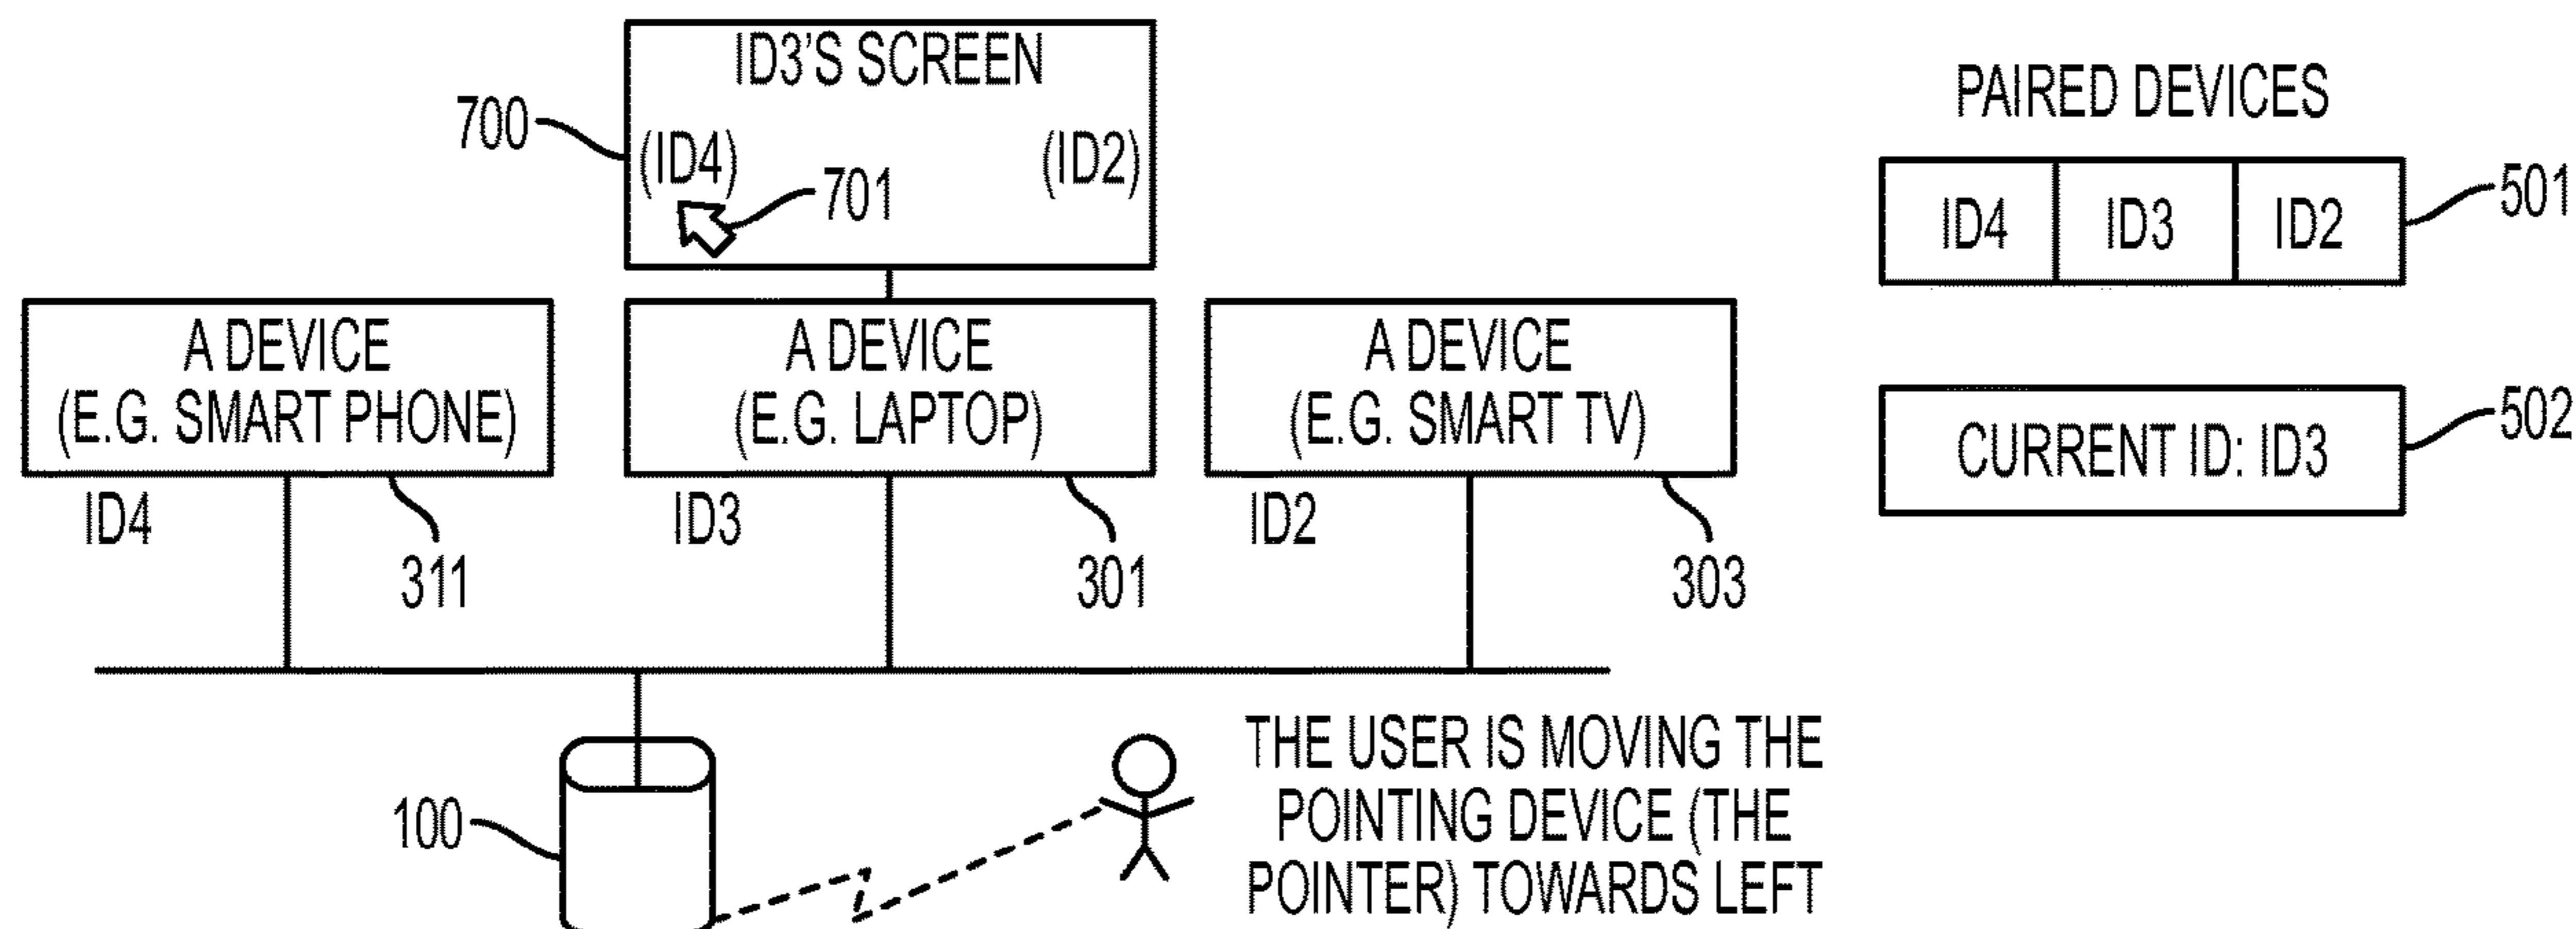 ID3'S SCREEN
700
(ID4)
(ID2)
701
PAIRED DEVICES
ID4
ID3
ID2
501
A DEVICE
(E.G. SMART PHONE)
A DEVICE
(E.G. LAPTOP)
A DEVICE
(E.G. SMART TV)
CURRENT ID: ID3
502
ID4
311
ID3
301
ID2
303
100
THE USER IS MOVING THE
POINTING DEVICE (THE
POINTER) TOWARDS LEFT